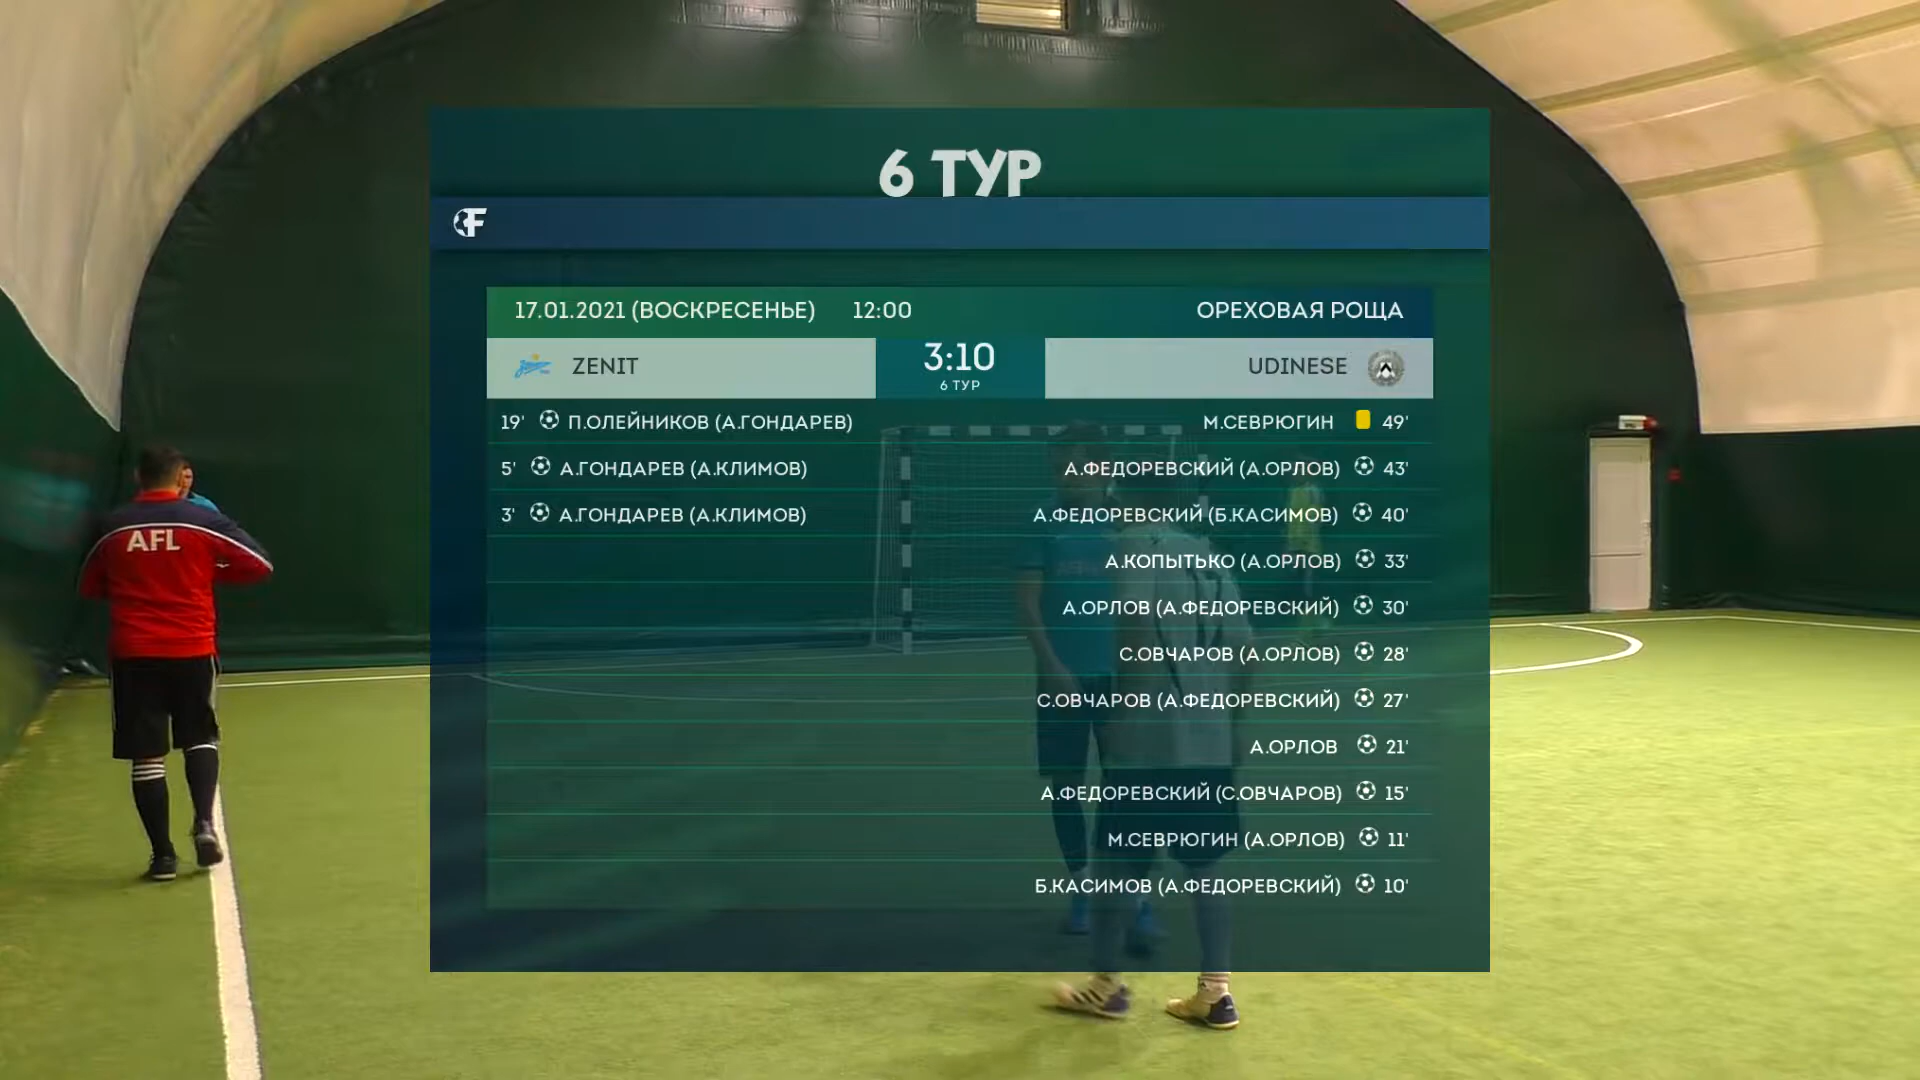 6 ТУР
F
17.01.2021 (ВОСКРЕСЕНЬЕ) 12:00 ОРЕХОВАЯ РОЩА
ZENIT 3:10 UDINESE
6 ТУР
19' П.ОЛЕЙНИКОВ (А.ГОНДАРЕВ) М.СЕВРЮГИН 49'
5' А.ГОНДАРЕВ (А.КЛИМОВ) А.ФЕДОРЕВСКИЙ (А.ОРЛОВ) 43'
3' А.ГОНДАРЕВ (А.КЛИМОВ) А.ФЕДОРЕВСКИЙ (Б.КАСИМОВ) 40'
А.КОПЫТЬКО (А.ОРЛОВ) 33'
А.ОРЛОВ (А.ФЕДОРЕВСКИЙ) 30'
С.ОВЧАРОВ (А.ОРЛОВ) 28'
С.ОВЧАРОВ (А.ФЕДОРЕВСКИЙ) 27'
А.ОРЛОВ 21'
А.ФЕДОРЕВСКИЙ (С.ОВЧАРОВ) 15'
М.СЕВРЮГИН (А.ОРЛОВ) 11'
Б.КАСИМОВ (А.ФЕДОРЕВСКИЙ) 10'
AFL